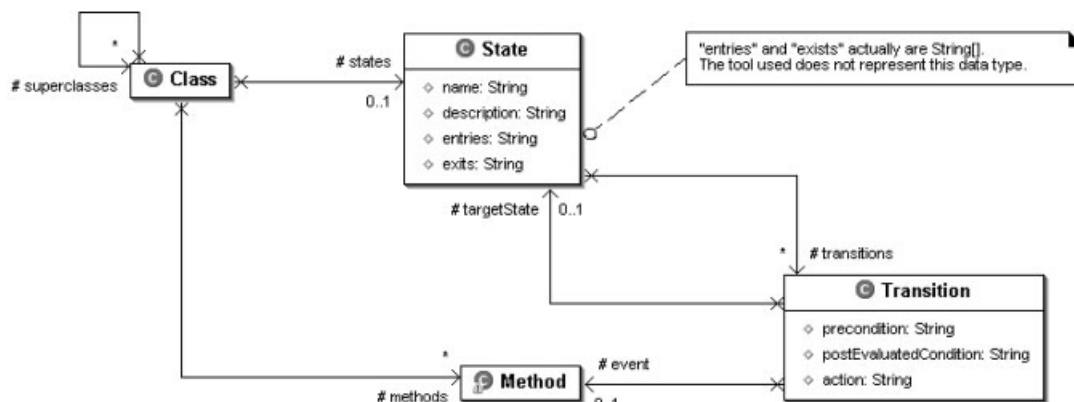 *
# superclasses
C Class
# states
0..1
C State
name: String
description: String
entries: String
exits: String
"entries" and "exists" actually are String[].
The tool used does not represent this data type.
# targetState
0..1
*
# transitions
C Transition
precondition: String
postEvaluatedCondition: String
action: String
*
# methods
C Method
# event
0..1